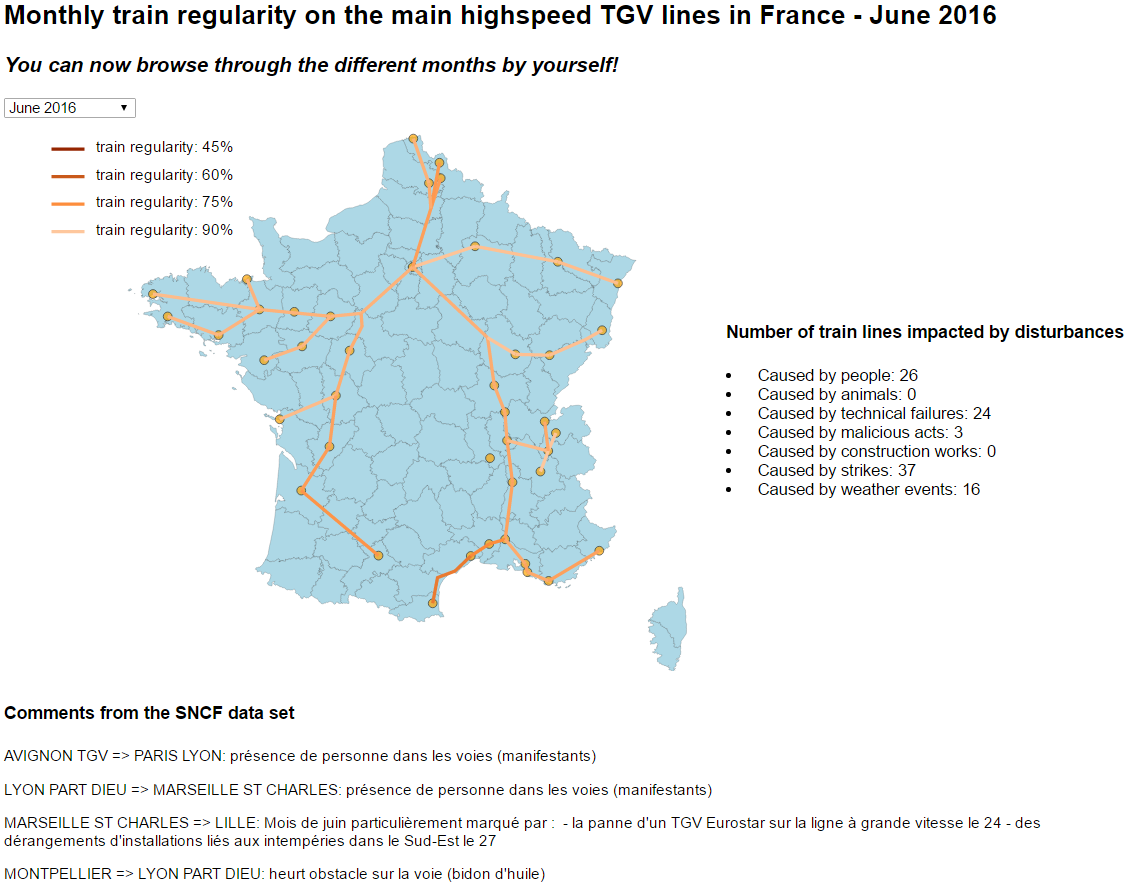 Monthly train regularity on the main highspeed TGV lines in France - June 2016
You can now browse through the different months by yourself!
June 2016
train regularity: 45%
train regularity: 60%
train regularity: 75%
train regularity: 90%
Number of train lines impacted by disturbances
• Caused by people: 26
• Caused by animals: 0
• Caused by technical failures: 24
• Caused by malicious acts: 3
• Caused by construction works: 0
• Caused by strikes: 37
• Caused by weather events: 16
Comments from the SNCF data set
AVIGNON TGV => PARIS LYON: présence de personne dans les voies (manifestants)
LYON PART DIEU => MARSEILLE ST CHARLES: présence de personne dans les voies (manifestants)
MARSEILLE ST CHARLES => LILLE: Mois de juin particulièrement marqué par :  - la panne d'un TGV Eurostar sur la ligne à grande vitesse le 24 - des
dérangements d'installations liés aux intempéries dans le Sud-Est le 27
MONTPELLIER => LYON PART DIEU: heurt obstacle sur la voie (bidon d'huile)